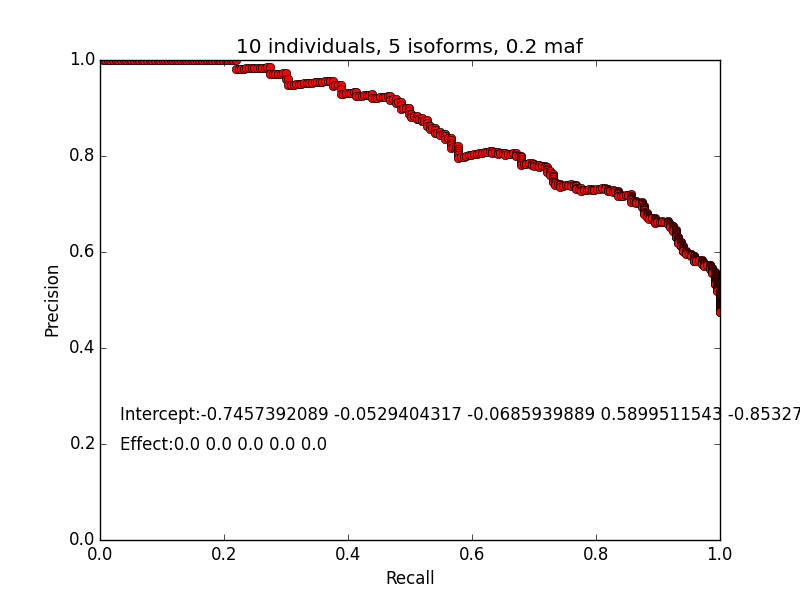 10 individuals, 5 isoforms, 0.2 maf
1.0
0.8
0.6
0.4
0.2
0.0
Precision
Intercept:-0.7457392089 -0.0529404317 -0.0685939889 0.5899511543 -0.85327
Effect:0.0 0.0 0.0 0.0 0.0
0.0 0.2 0.4 0.6 0.8 1.0
Recall